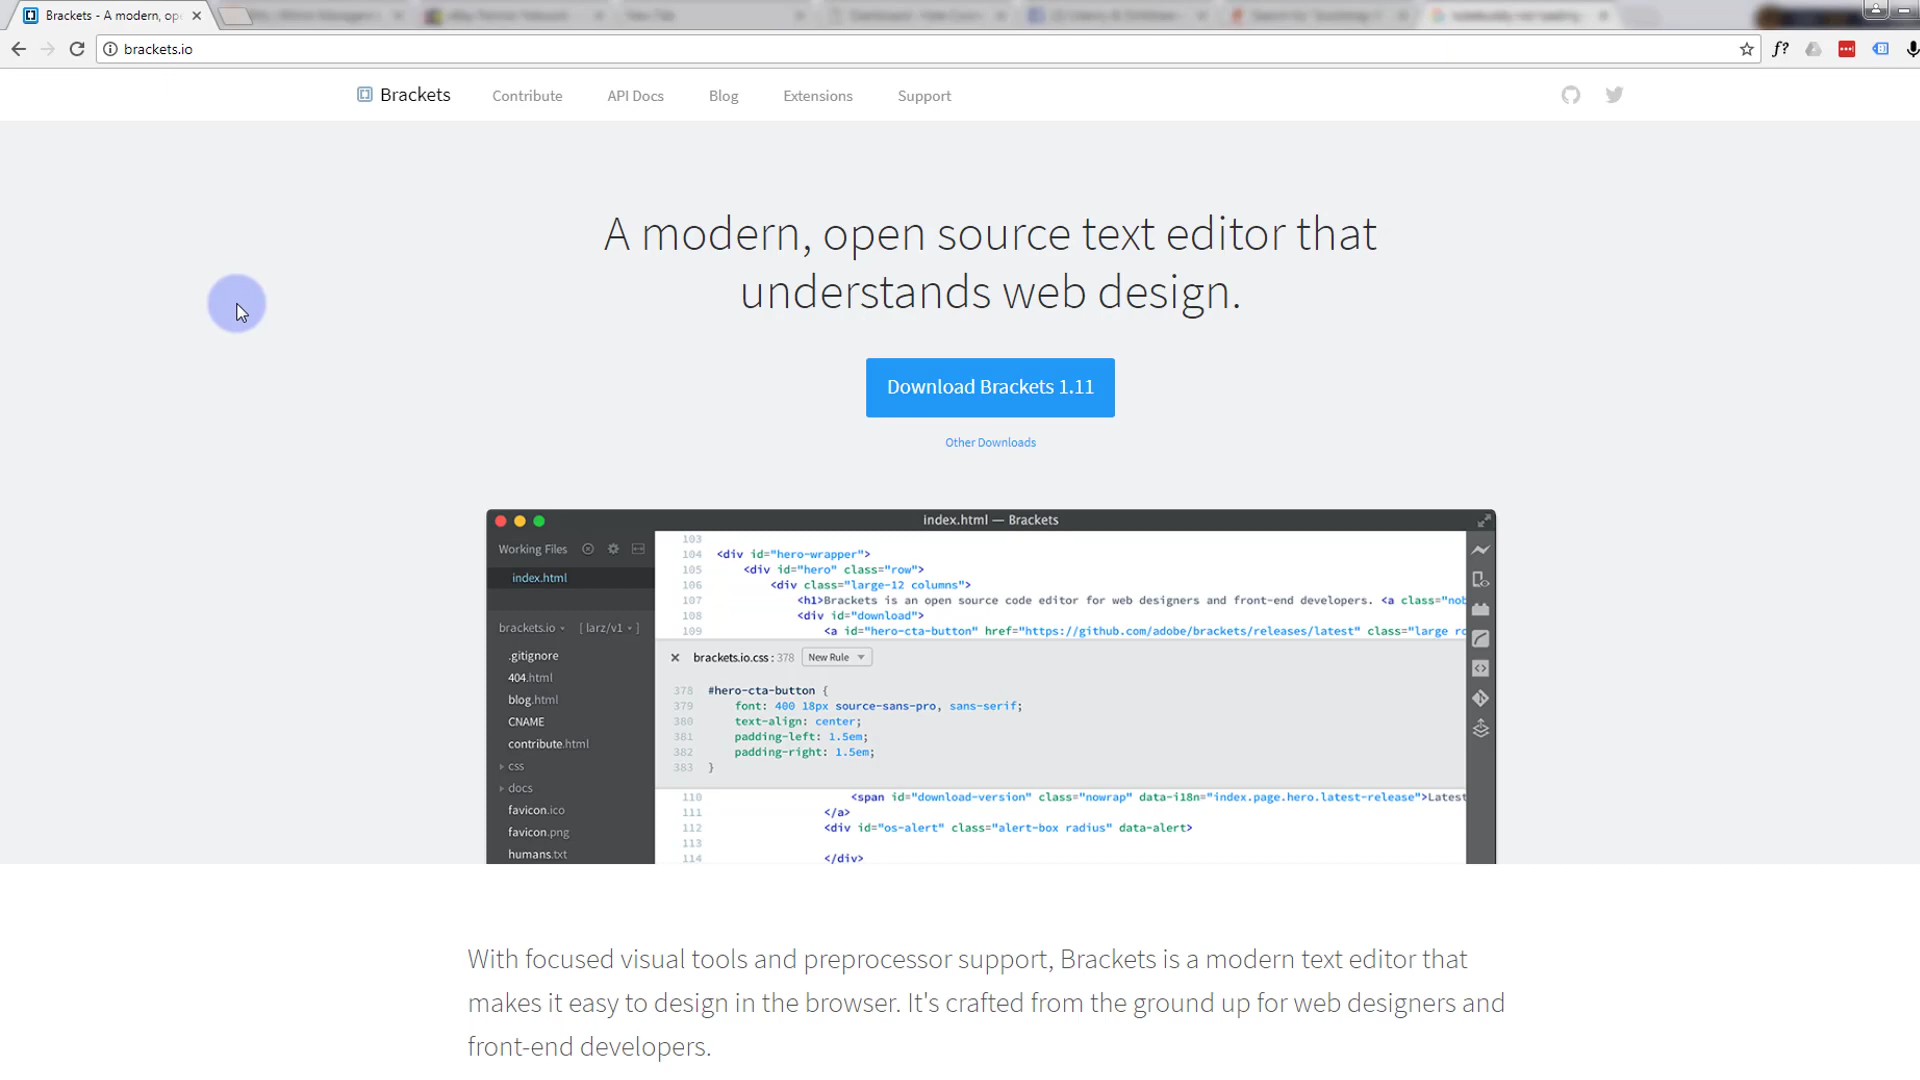 Brackets - A modern, op
New Tab
brackets.io
f?
Brackets
Contribute
API Docs
Blog
Extensions
Support
A modern, open source text editor that
understands web design.
Download Brackets 1.11
Other Downloads
index.html — Brackets
Working Files
index.html
brackets.io
[ larz/v1 ]
.gitignore
404.html
blog.html
CNAME
contribute.html
css
docs
favicon.ico
favicon.png
humans.txt
103
104 <div id="hero-wrapper">
105 <div id="hero" class="row">
106 <div class="large-12 columns">
107 <h1>Brackets is an open source code editor for web designers and front-end developers. <a class="nob
108 <div id="download">
109 <a id="hero-cta-button" href="https://github.com/adobe/brackets/releases/latest" class="large ro
brackets.io.css : 378 New Rule
378 #hero-cta-button {
379 font: 400 18px source-sans-pro, sans-serif;
380 text-align: center;
381 padding-left: 1.5em;
382 padding-right: 1.5em;
383 }
110 <span id="download-version" class="nowrap" data-i18n="index.page.hero.latest-release">Latest
111 </a>
112 <div id="os-alert" class="alert-box radius" data-alert>
113
114 </div>
With focused visual tools and preprocessor support, Brackets is a modern text editor that
makes it easy to design in the browser. It's crafted from the ground up for web designers and
front-end developers.